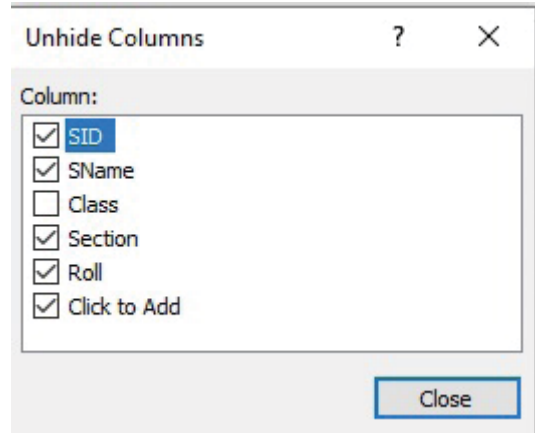 Unhide Columns ?
Column:
SID
SName
Class
Section
Roll
Click to Add
Close